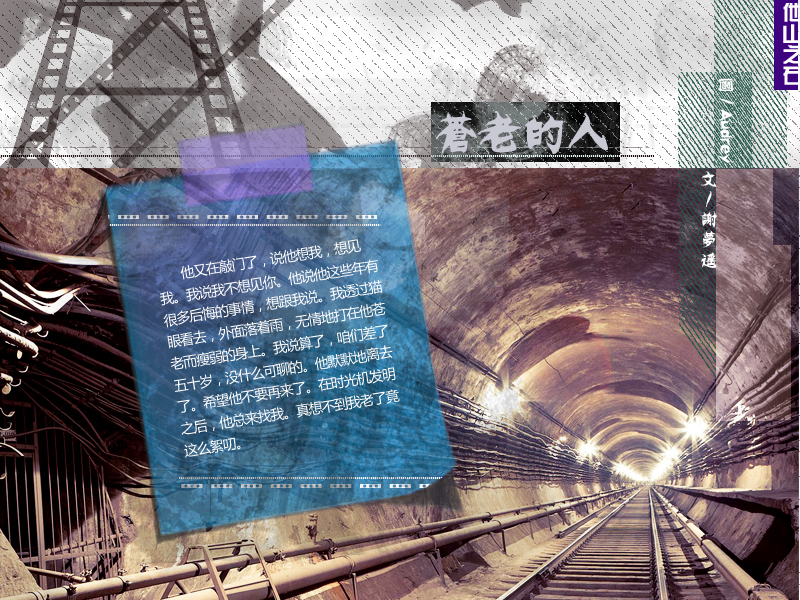 他山之石
蒼老的人
圖/Audrey
文/謝夢遙
他又在敲门了，说他想我，想见
我。我说我不想见你。他说他这些年有
很多后悔的事情，想跟我说。我透过猫
眼看去，外面落着雨，无情地打在他苍
老而瘦弱的身上。我说算了，咱们差了
五十岁，没什么可聊的。他默默地离去
了。希望他不要再来了。在时光机发明
之后，他总来找我。真想不到我老了竟
这么絮叨。